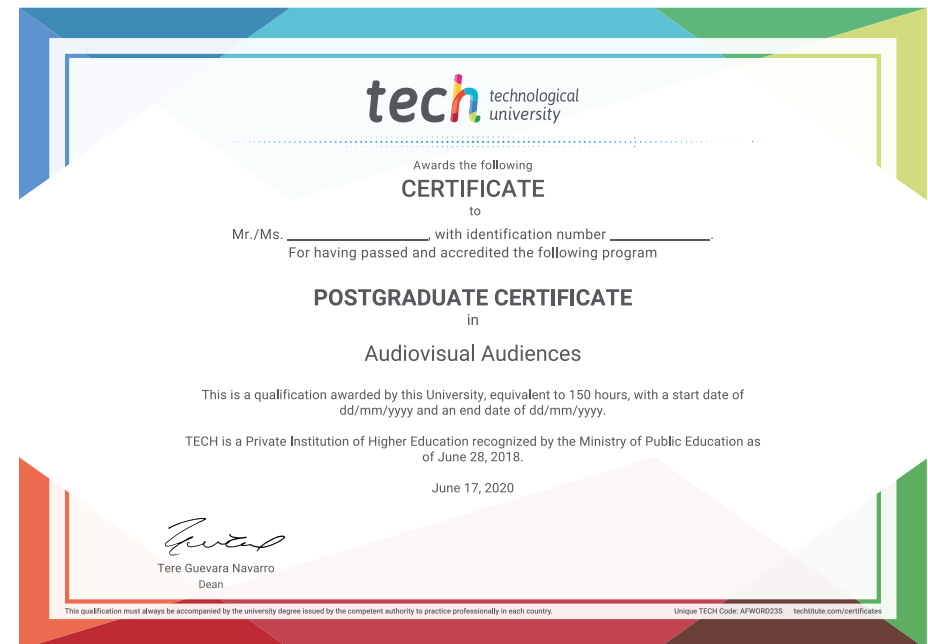 tech technological
university
Awards the following
CERTIFICATE
to
Mr./Ms. ____________________, with identification number ______________.
For having passed and accredited the following program
POSTGRADUATE CERTIFICATE
in
Audiovisual Audiences
This is a qualification awarded by this University, equivalent to 150 hours, with a start date of
dd/mm/yyyy and an end date of dd/mm/yyyy.
TECH is a Private Institution of Higher Education recognized by the Ministry of Public Education as
of June 28, 2018.
June 17, 2020
Tere Guevara Navarro
Dean
This qualification must always be accompanied by the university degree issued by the competent authority to practice professionally in each country. Unique TECH Code: AFWORD23S techtitute.com/certificates